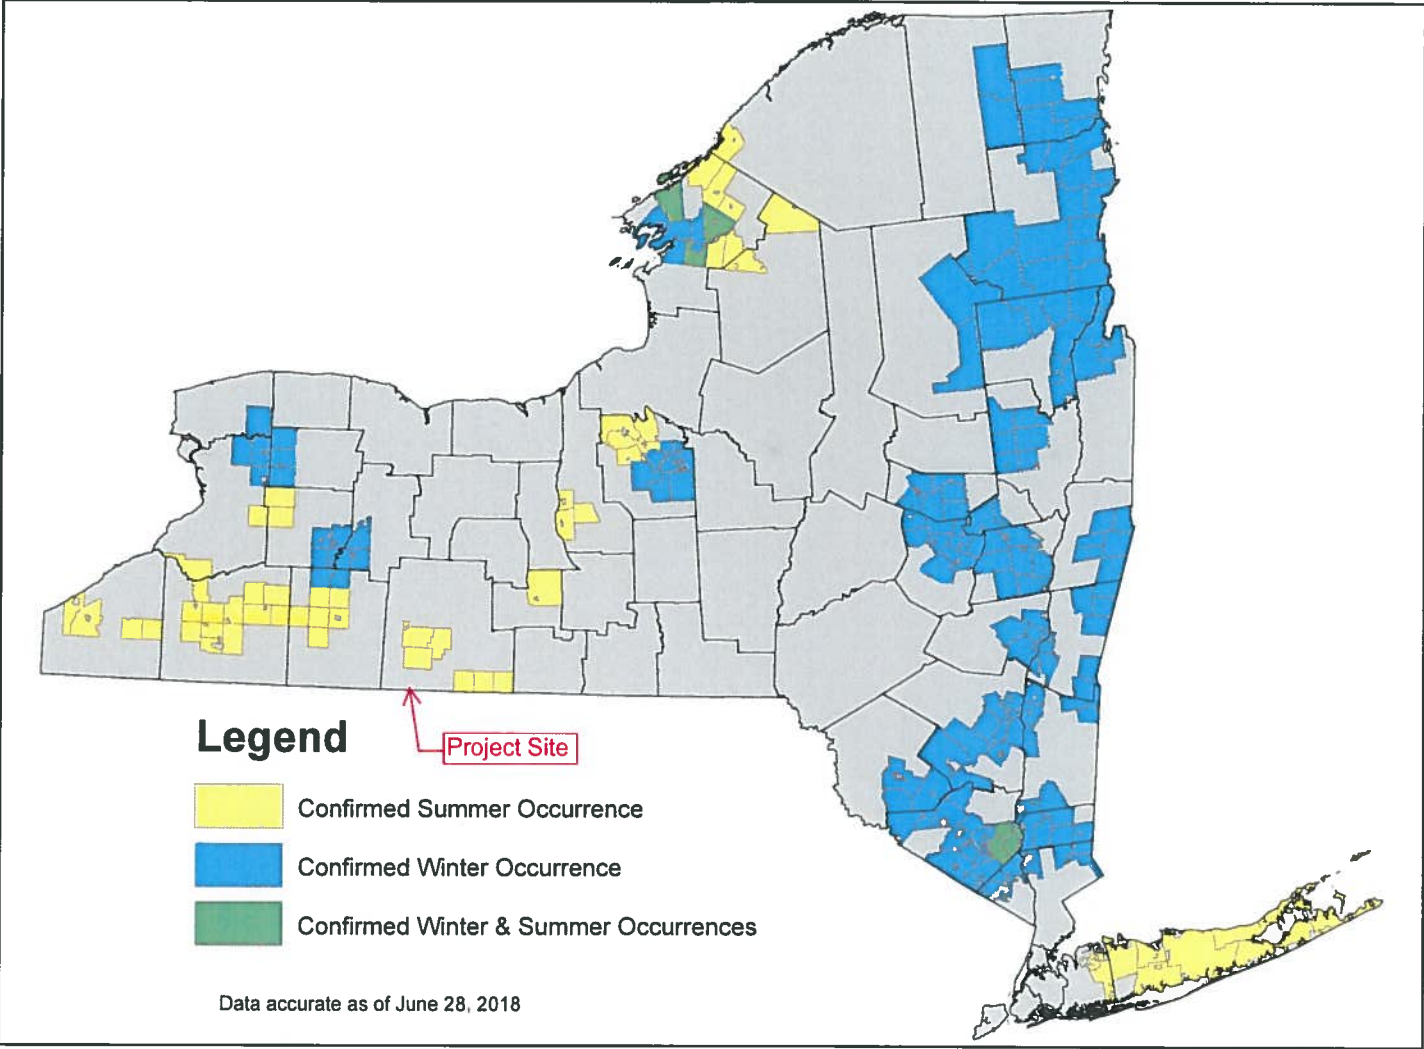 Legend
Project Site
Confirmed Summer Occurrence
Confirmed Winter Occurrence
Confirmed Winter & Summer Occurrences
Data accurate as of June 28, 2018